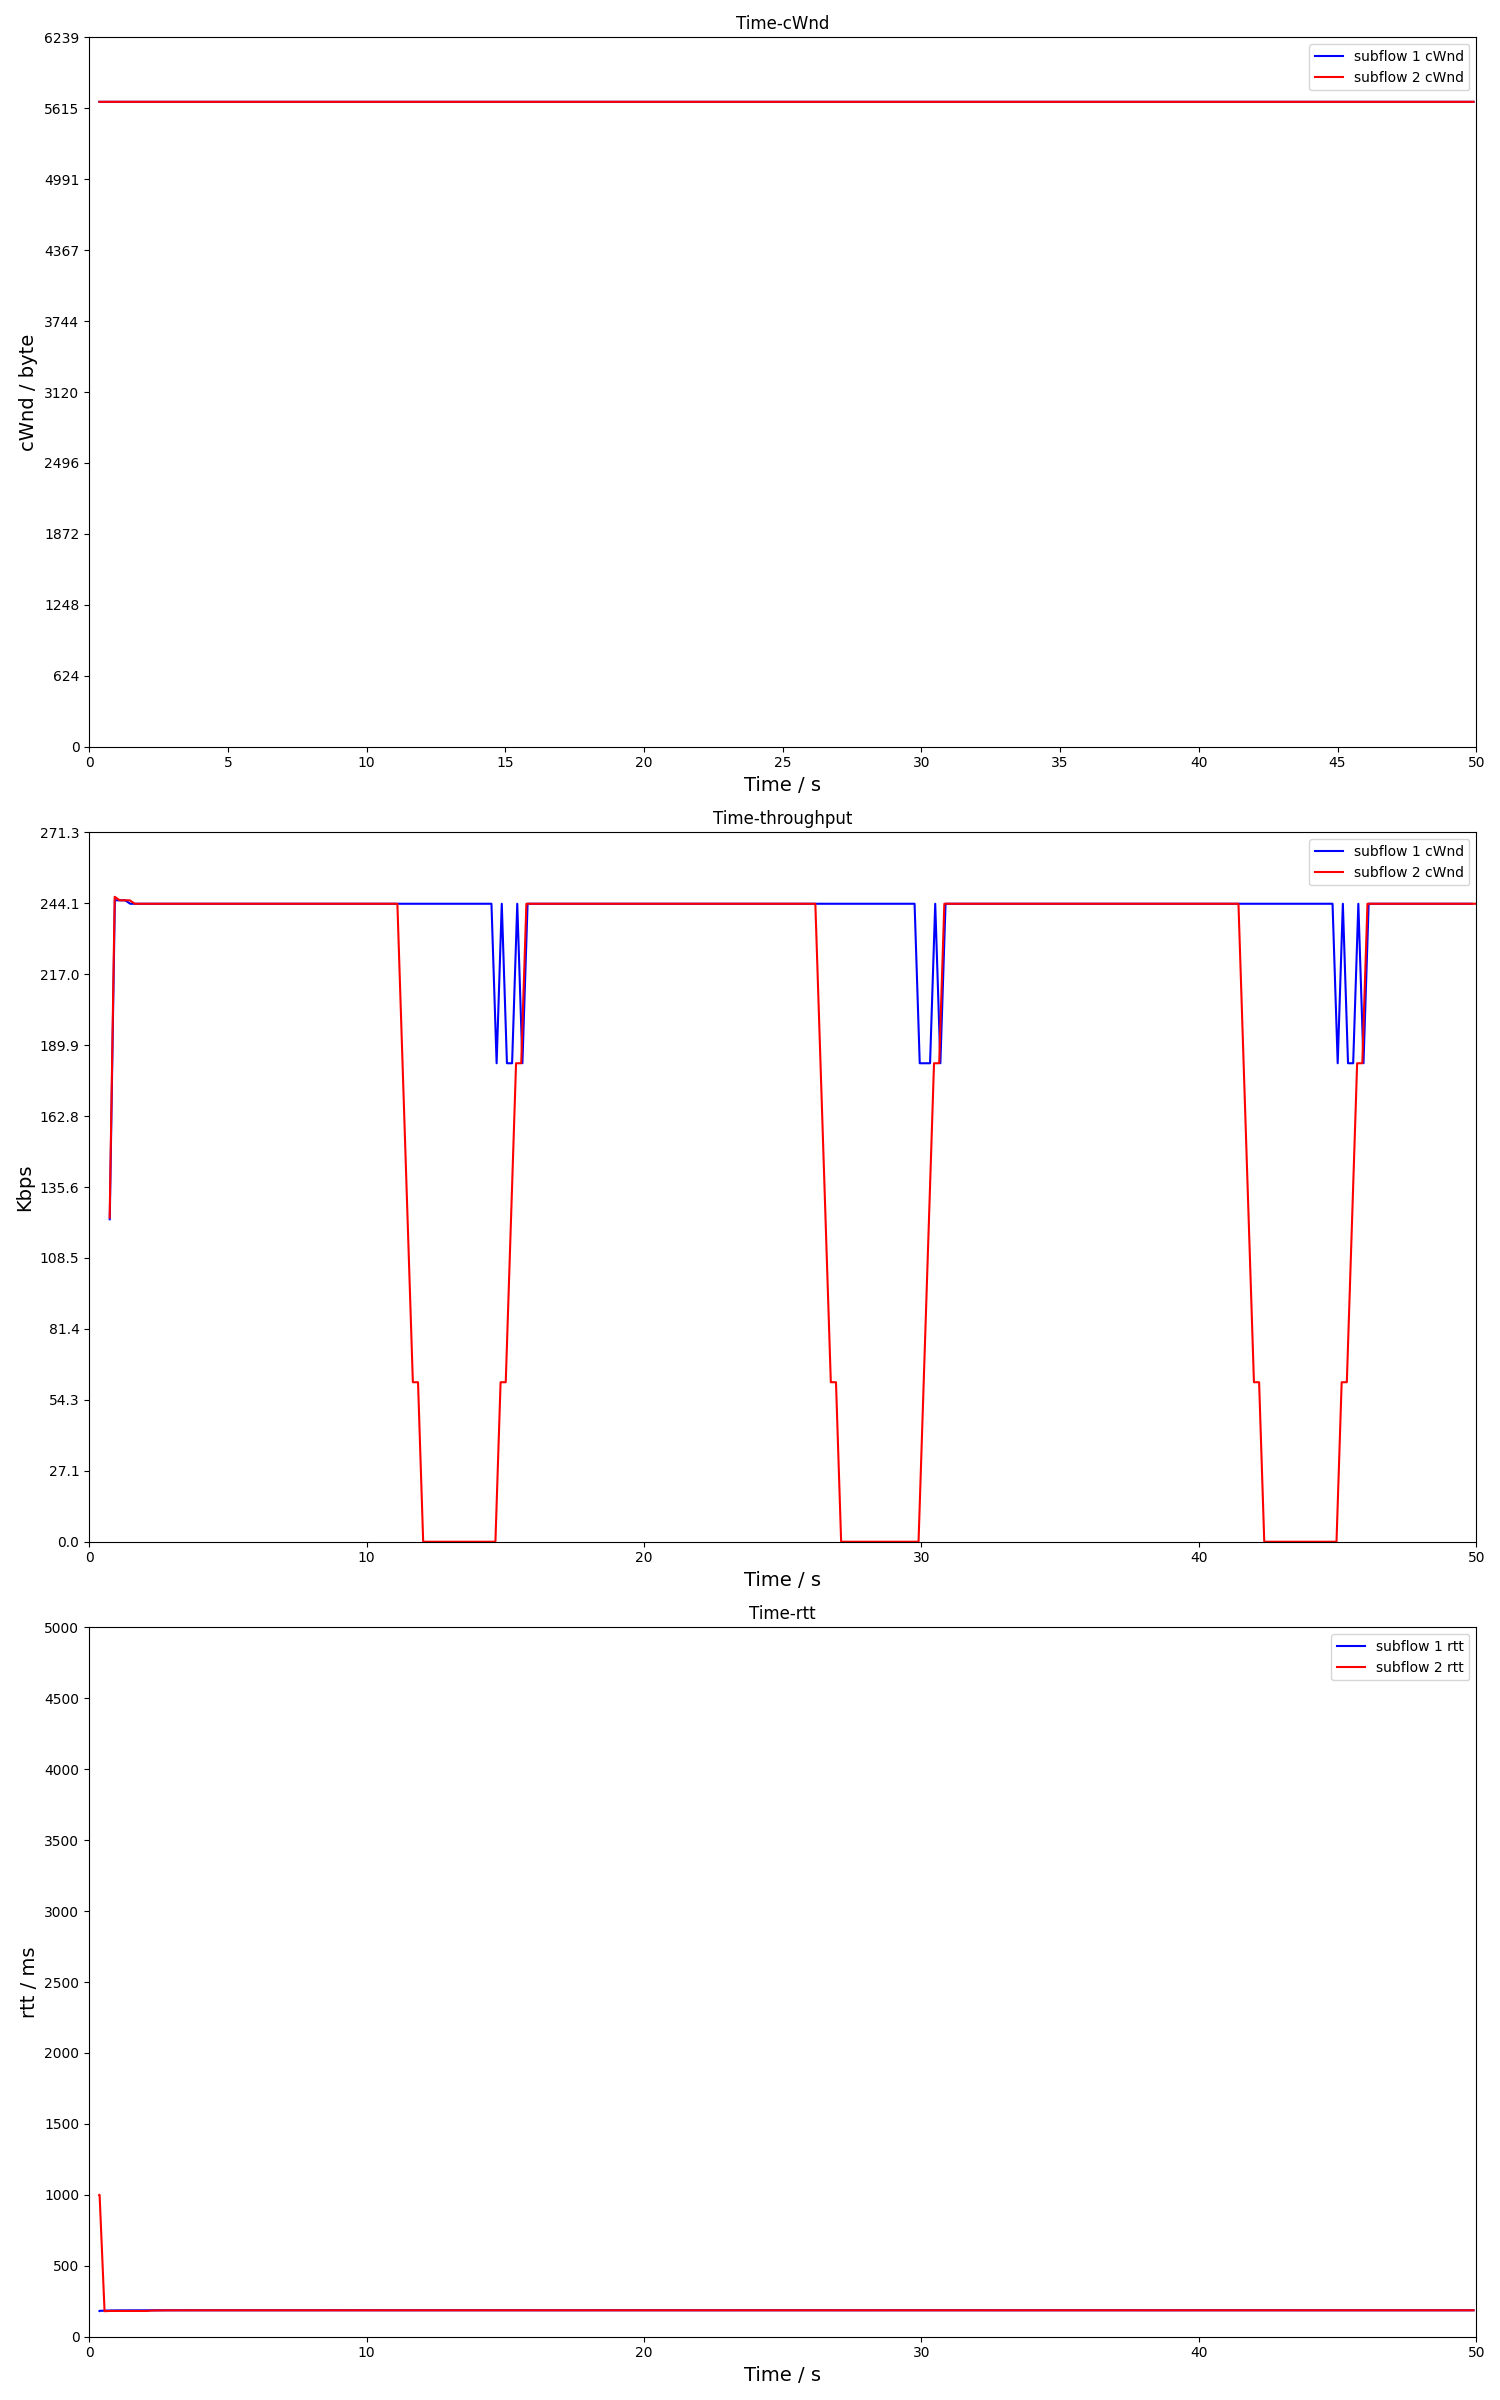 Time-cWnd
subflow 1 cWnd
subflow 2 cWnd
6239
5615
4991
4367
3744
3120
2496
1872
1248
624
0
cWnd / byte
0 5 10 15 20 25 30 35 40 45 50
Time / s
Time-throughput
subflow 1 cWnd
subflow 2 cWnd
271.3
244.1
217.0
189.9
162.8
135.6
108.5
81.4
54.3
27.1
0.0
Kbps
0 10 20 30 40 50
Time / s
Time-rtt
subflow 1 rtt
subflow 2 rtt
5000
4500
4000
3500
3000
2500
2000
1500
1000
500
0
rtt / ms
0 10 20 30 40 50
Time / s